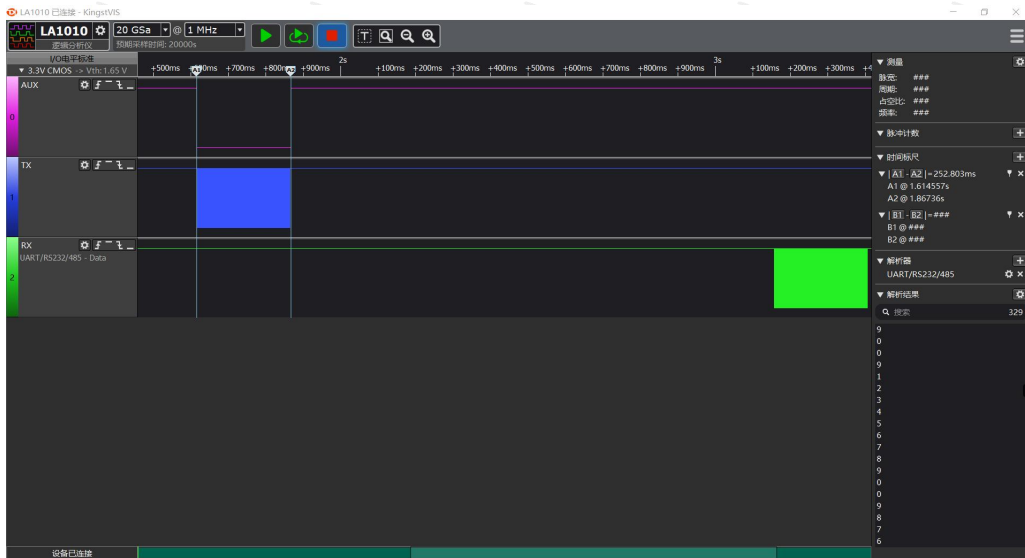 LA1010 已连接 - KingstVIS
LA1010
逻辑分析仪
20 GSa @ 1 MHz
预期采样时间: 20000s
I/O电平标准
3.3V CMOS -> Vth: 1.65 V
+500ms +700ms +900ms 2s +100ms +200ms +300ms +400ms +500ms +600ms +700ms +800ms +900ms 3s +100ms +200ms +300ms
AUX
0
TX
1
RX
UART/RS232/485 - Data
2
测量
脉宽: ###
周期: ###
占空比: ###
频率: ###
脉冲计数
时间标尺
| A1 - A2 |=252.803ms
A1 @ 1.614557s
A2 @ 1.86736s
| B1 - B2 |=###
B1 @ ###
B2 @ ###
解析器
UART/RS232/485
解析结果
搜索 329
9
0
0
9
1
2
3
4
5
6
7
8
9
0
0
9
8
7
6
设备已连接